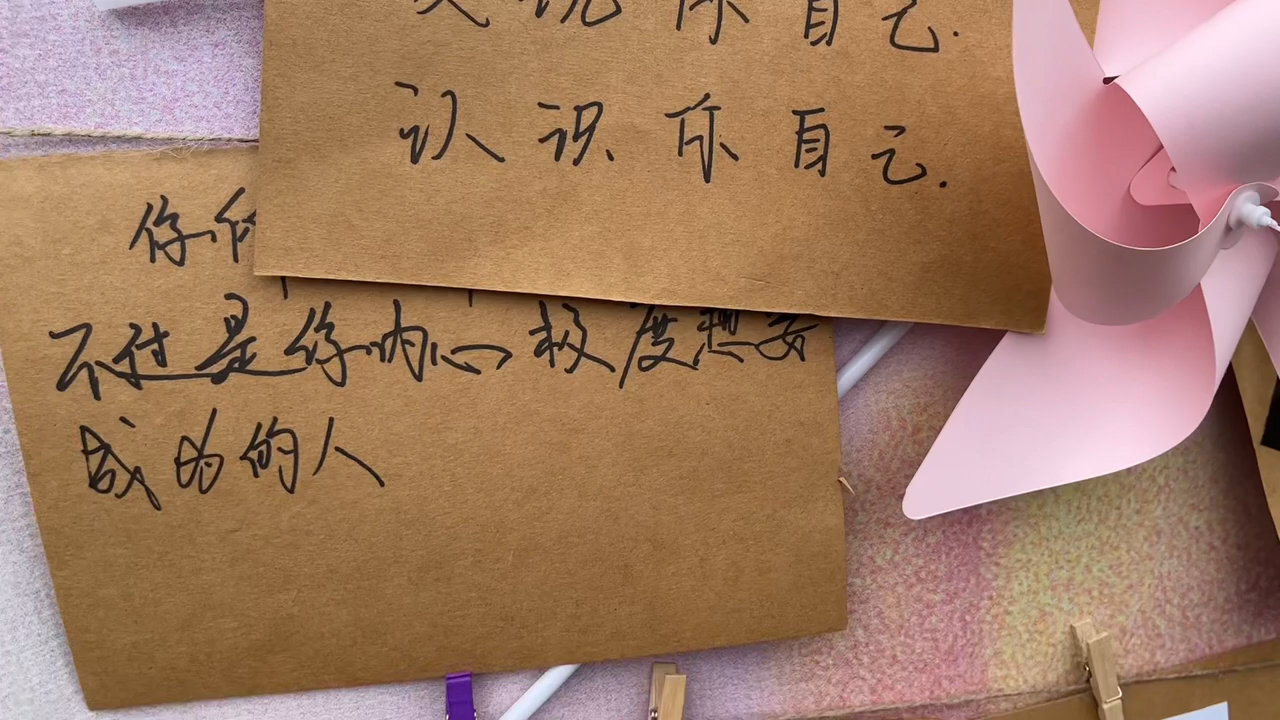 你自己.
认识你自己.
你的
不过是你内心极度想要
成为的人